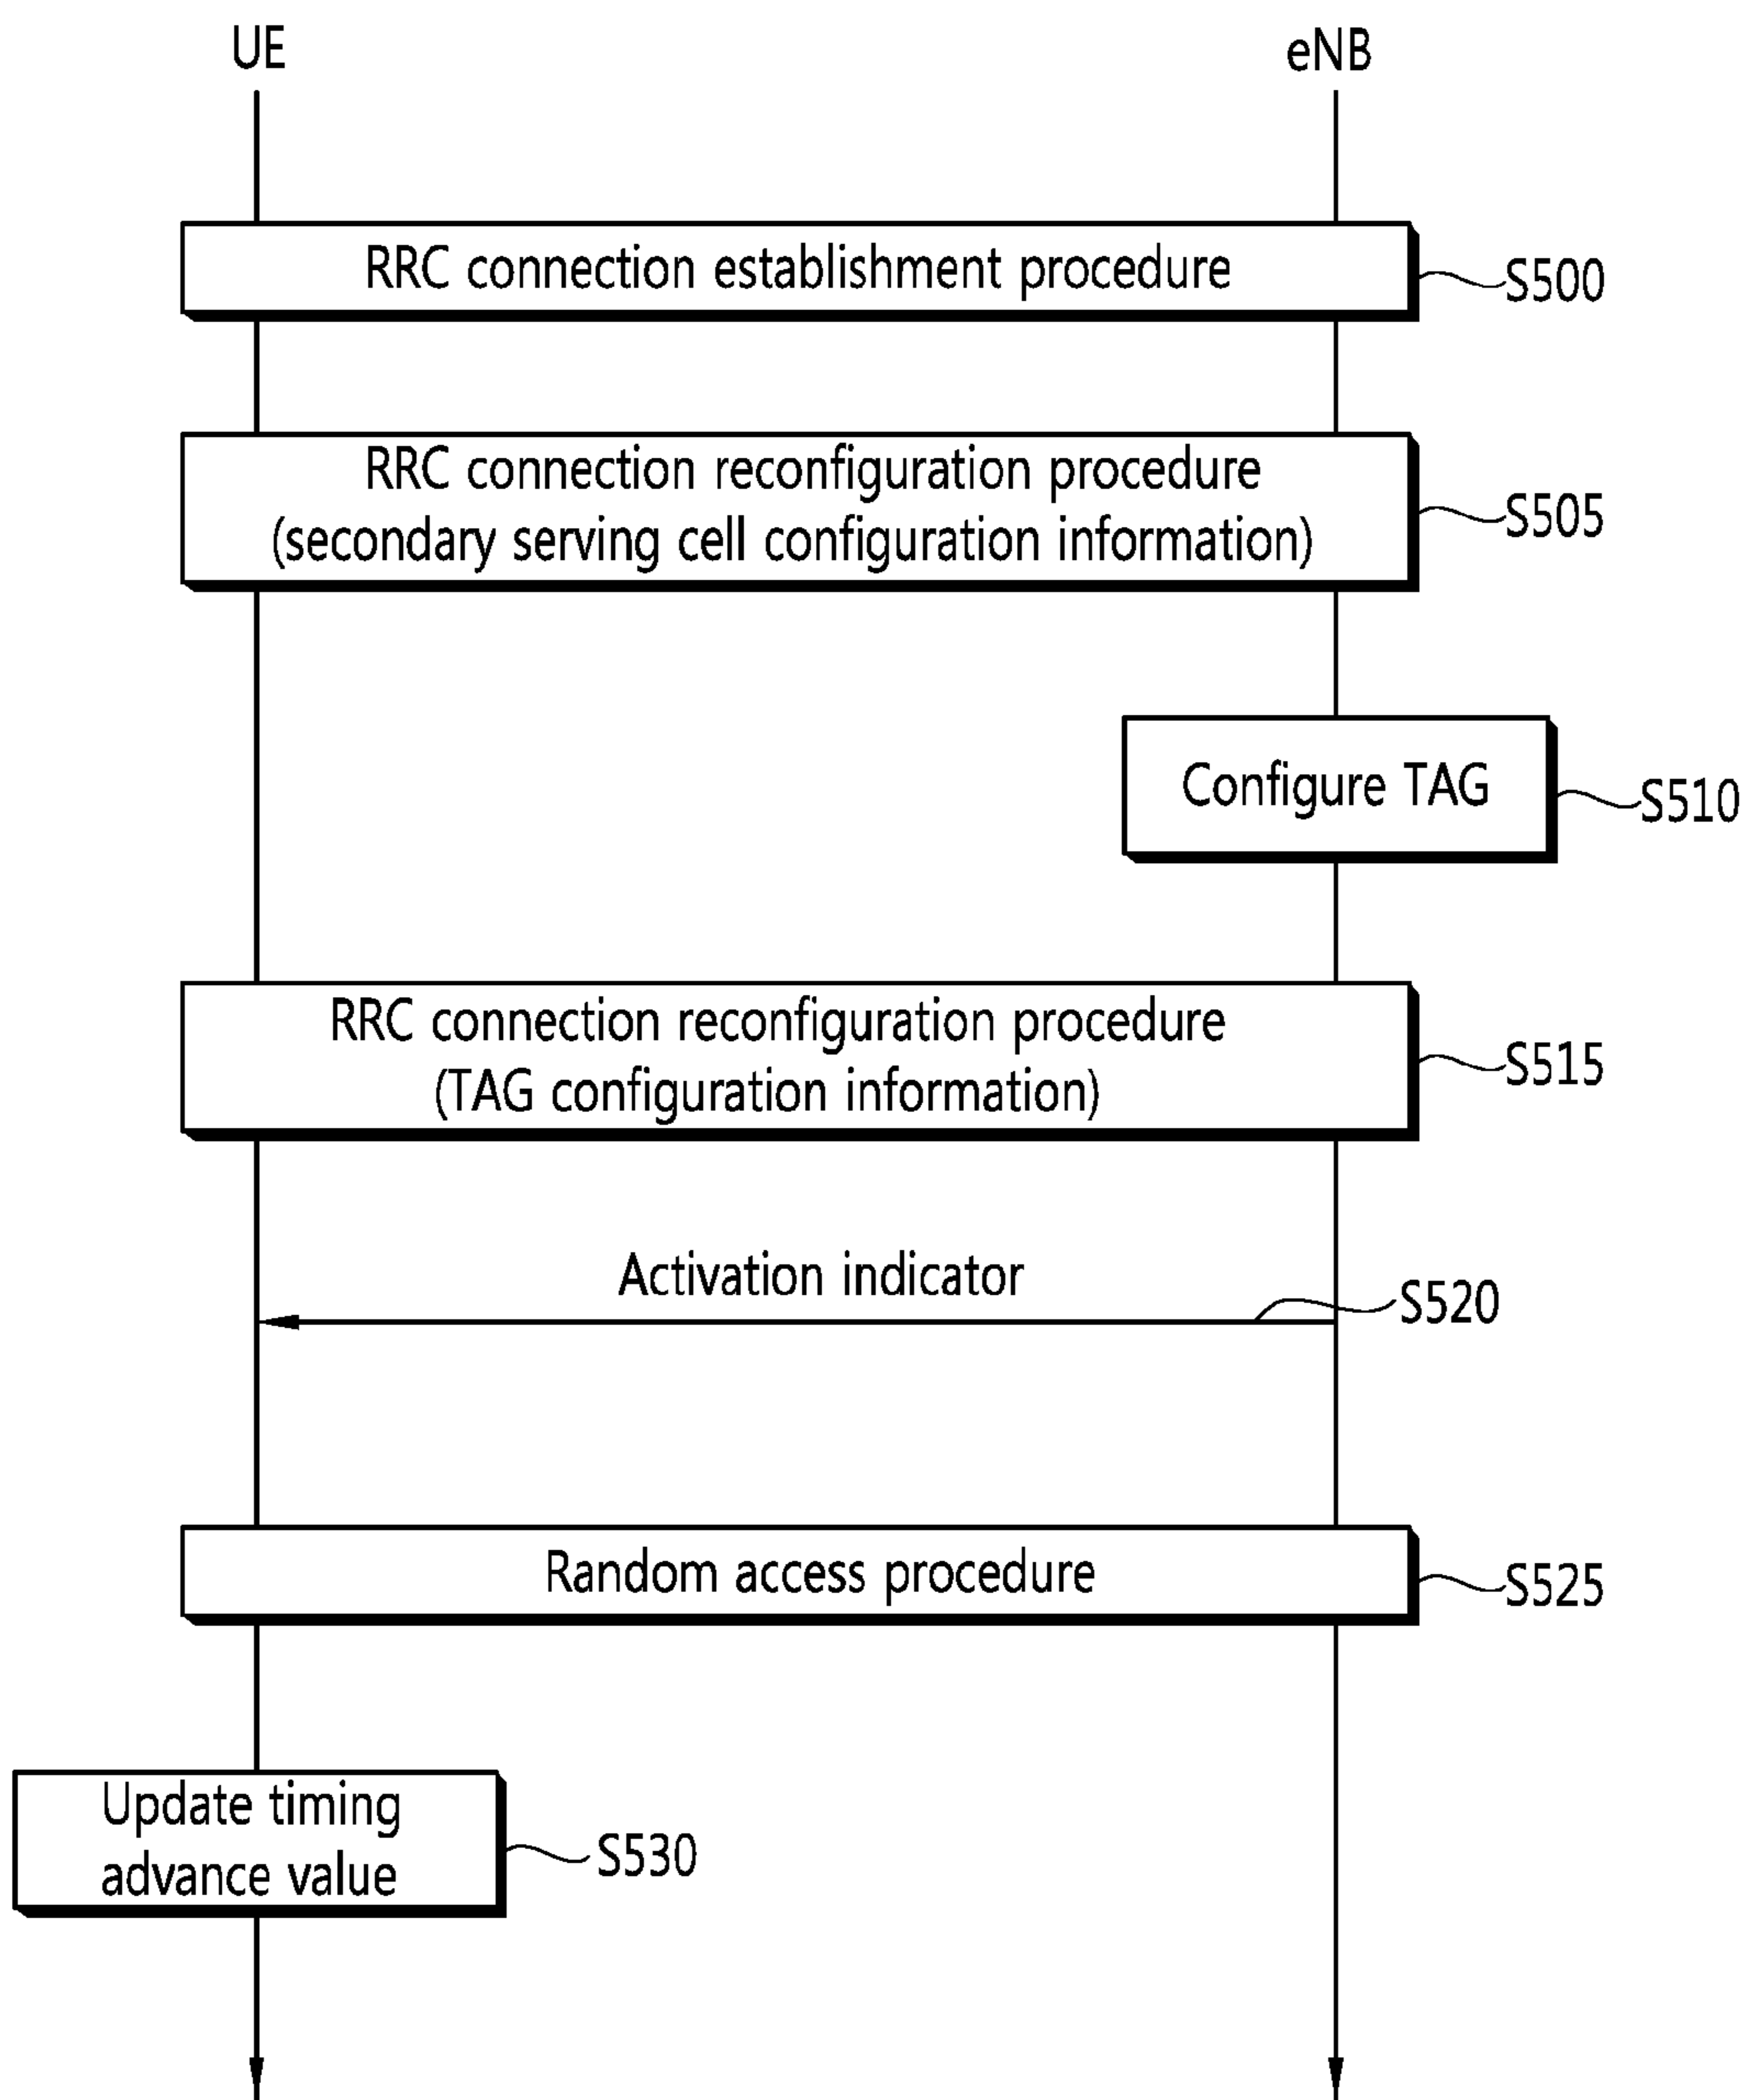 UE
eNB
RRC connection establishment procedure
S500
RRC connection reconfiguration procedure
(secondary serving cell configuration information)
S505
Configure TAG
S510
RRC connection reconfiguration procedure
(TAG configuration information)
S515
Activation indicator
S520
Random access procedure
S525
Update timing
advance value
S530